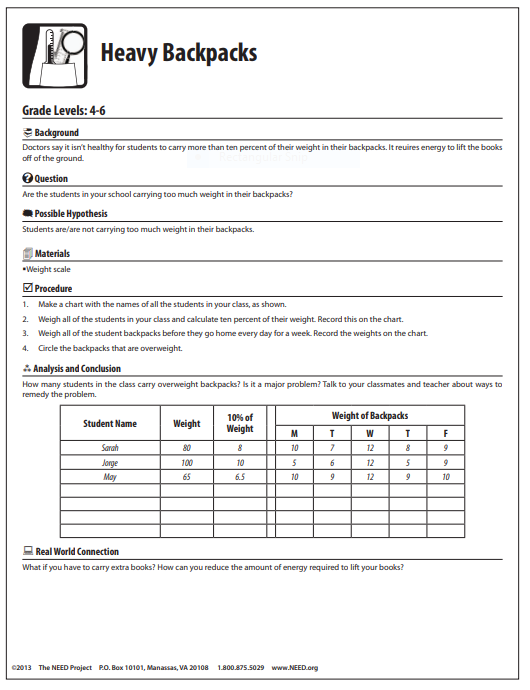 Heavy Backpacks
Grade Levels: 4-6
Background
Doctors say it isn't healthy for students to carry more than ten percent of their weight in their backpacks. It reuires energy to lift the books
off of the ground.
Question
Are the students in your school carrying too much weight in their backpacks?
Possible Hypothesis
Students are/are not carrying too much weight in their backpacks.
Materials
▪Weight scale
Procedure
1. Make a chart with the names of all the students in your class, as shown.
2. Weigh all of the students in your class and calculate ten percent of their weight. Record this on the chart.
3. Weigh all of the student backpacks before they go home every day for a week. Record the weights on the chart.
4. Circle the backpacks that are overweight.
Analysis and Conclusion
How many students in the class carry overweight backpacks? Is it a major problem? Talk to your classmates and teacher about ways to
remedy the problem.
Student Name Weight 10% of Weight Weight of Backpacks
M T W T F
Sarah 80 8 10 7 12 8 9
Jorge 100 10 5 6 12 5 9
May 65 6.5 10 9 12 9 10
Real World Connection
What if you have to carry extra books? How can you reduce the amount of energy required to lift your books?
©2013 The NEED Project P.O. Box 10101, Manassas, VA 20108 1.800.875.5029 www.NEED.org